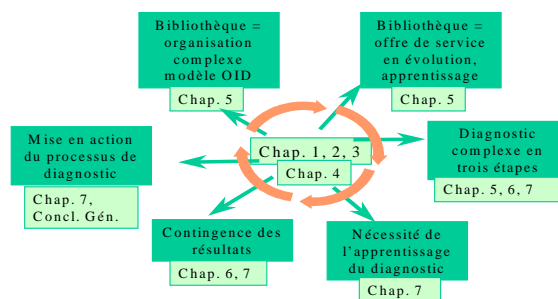 Bibliothèque =
organisation
complexe
modèle OID
Chap. 5
Bibliothèque =
offre de service
en évolution,
apprentissage
Chap. 5
Mise en action
du processus de
diagnostic
Chap. 7,
Concl. Gén.
Chap. 1, 2, 3
Chap. 4
Diagnostic
complexe en
trois étapes
Chap. 5, 6, 7
Contingence des
résultats
Chap. 6, 7
Nécessité de
l'apprentissage
du diagnostic
Chap. 7